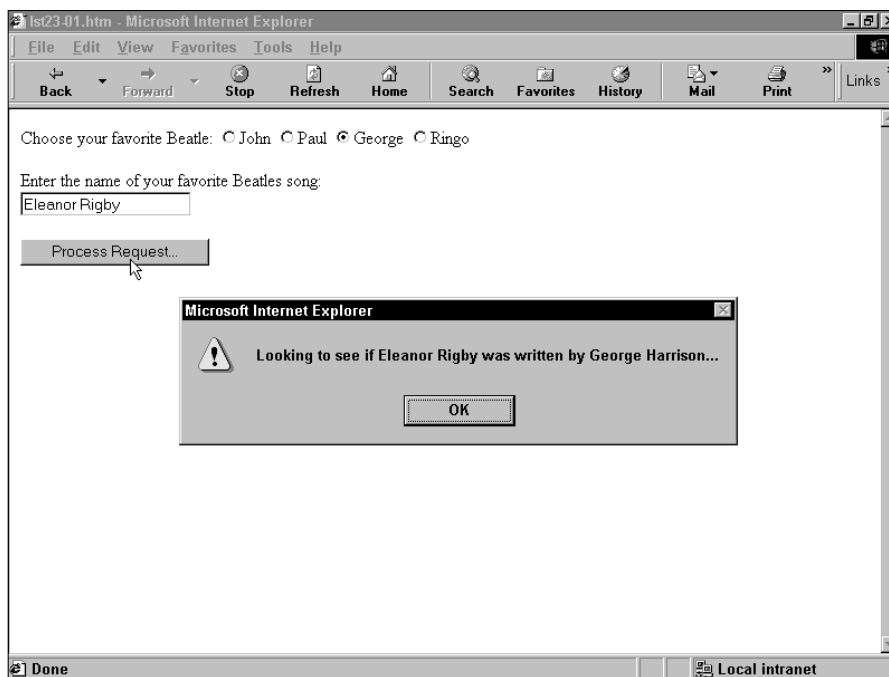 lst23-01.htm - Microsoft Internet Explorer
File Edit View Favorites Tools Help
Back Forward Stop Refresh Home Search Favorites History Mail Print » Links
Choose your favorite Beatle: John Paul George Ringo
Enter the name of your favorite Beatles song:
Eleanor Rigby
Process Request...
Microsoft Internet Explorer
Looking to see if Eleanor Rigby was written by George Harrison...
OK
Done Local intranet